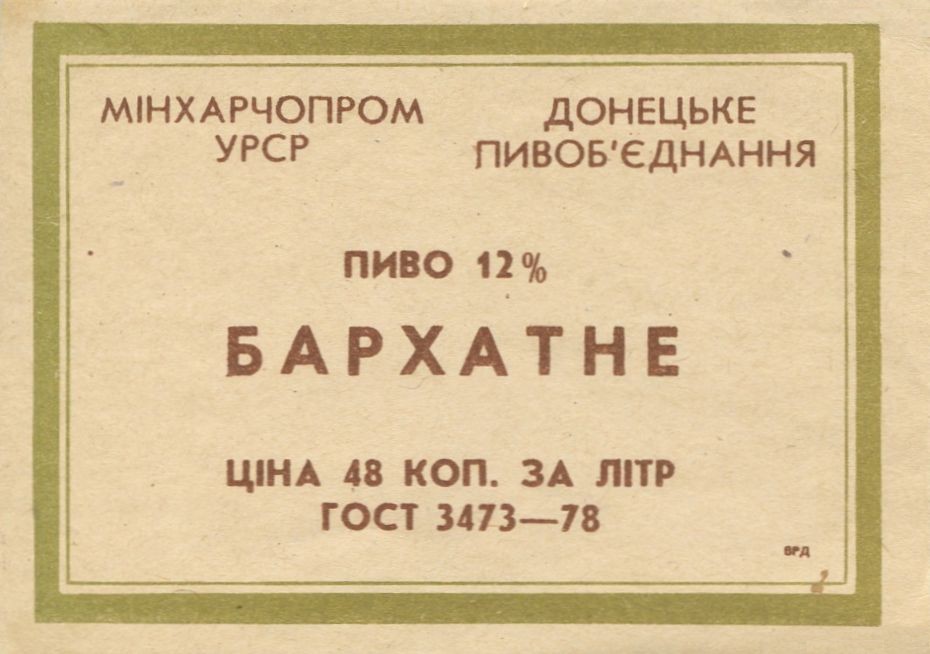 МІНХАРЧОПРОМ
УРСР
ДОНЕЦЬКЕ
ПИВОБ'ЄДНАННЯ
ПИВО 12%
БАРХАТНЕ
ЦІНА 48 КОП. ЗА ЛІТР
ГОСТ 3473—78
ВРД